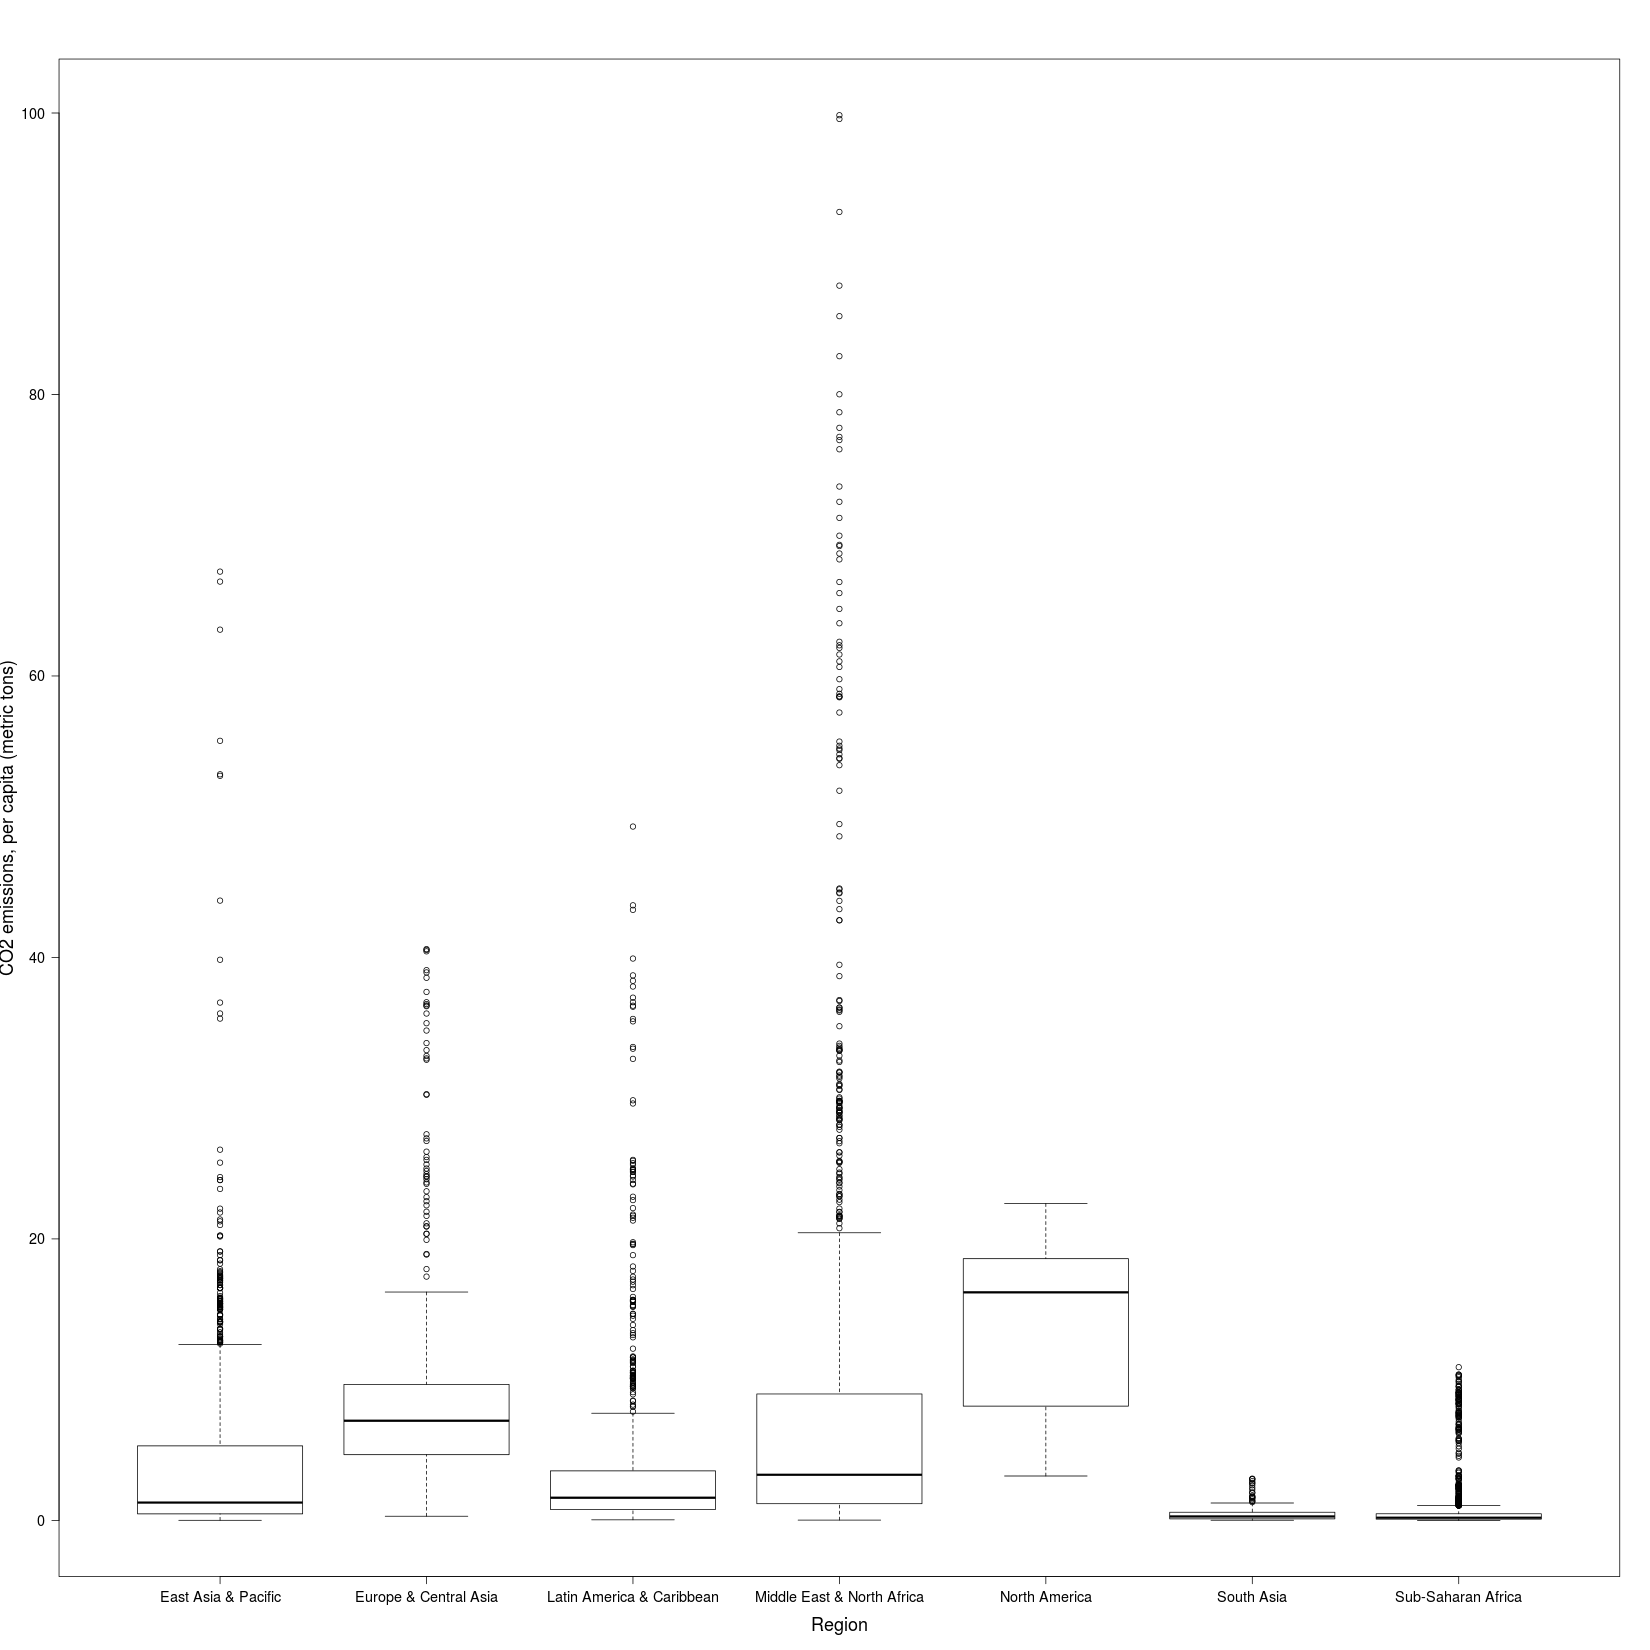 100
80
60
40
20
0
CO2 emissions, per capita (metric tons)
East Asia & Pacific
Europe & Central Asia
Latin America & Caribbean
Middle East & North Africa
North America
South Asia
Sub-Saharan Africa
Region